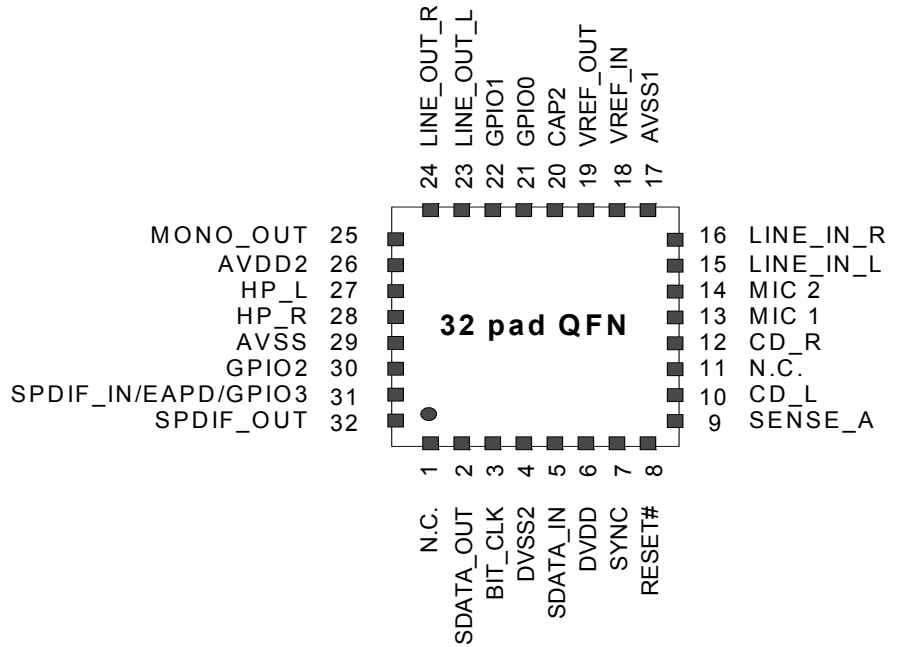 24 LINE_OUT_R
23 LINE_OUT_L
22 GPIO1
21 GPIO0
20 CAP2
19 VREF_OUT
18 VREF_IN
17 AVSS1
MONO_OUT 25
AVDD2 26
HP_L 27
HP_R 28
AVSS 29
GPIO2 30
SPDIF_IN/EAPD/GPIO3 31
SPDIF_OUT 32
32 pad QFN
16 LINE_IN_R
15 LINE_IN_L
14 MIC 2
13 MIC 1
12 CD_R
11 N.C.
10 CD_L
9 SENSE_A
N.C. 1
SDATA_OUT 2
BIT_CLK 3
DVSS2 4
SDATA_IN 5
DVDD 6
SYNC 7
RESET# 8